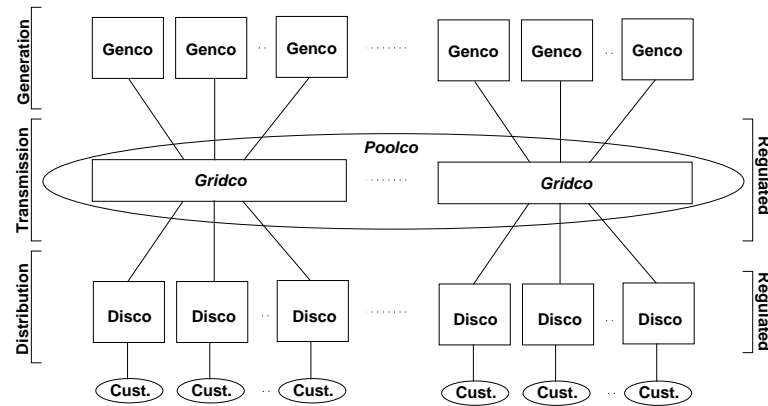 Generation
Genco Genco .. Genco ........ Genco Genco .. Genco
Transmission
Poolco
Regulated
Gridco ........ Gridco
Distribution
Regulated
Disco Disco .. Disco ........ Disco Disco .. Disco
Cust. Cust. .. Cust. Cust. Cust. .. Cust.